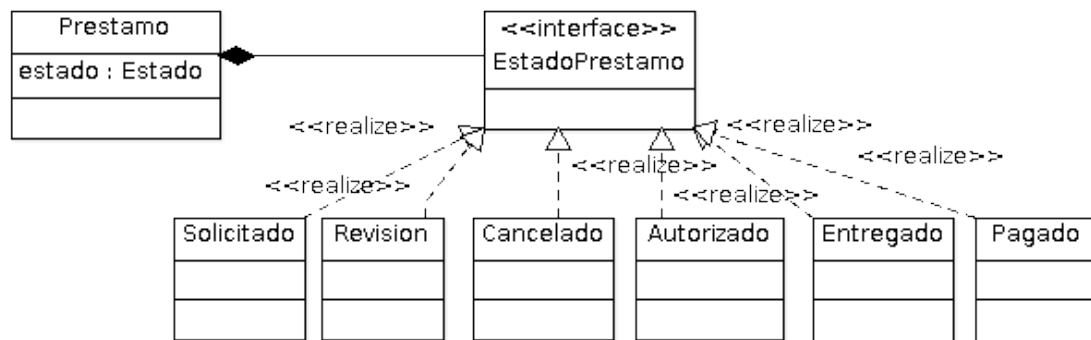 Prestamo
estado : Estado
<<interface>>
EstadoPrestamo
<<realize>>
<<realize>>
<<realize>>
<<realize>>
<<realize>>
<<realize>>
Solicitado
Revision
Cancelado
Autorizado
Entregado
Pagado